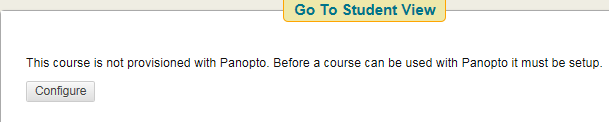 Go To Student View
This course is not provisioned with Panopto. Before a course can be used with Panopto it must be setup.
Configure